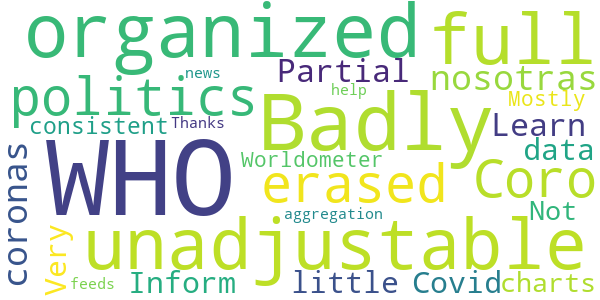 organized
full
Partial
news
nosotras
politics
help
Badly
Mostly
consistent
Thanks
Learn
WHO
data
Worldometer
coronas
erased
Coro
Not
aggregation
unadjustable
Very
Inform
feeds
little
Covid
charts